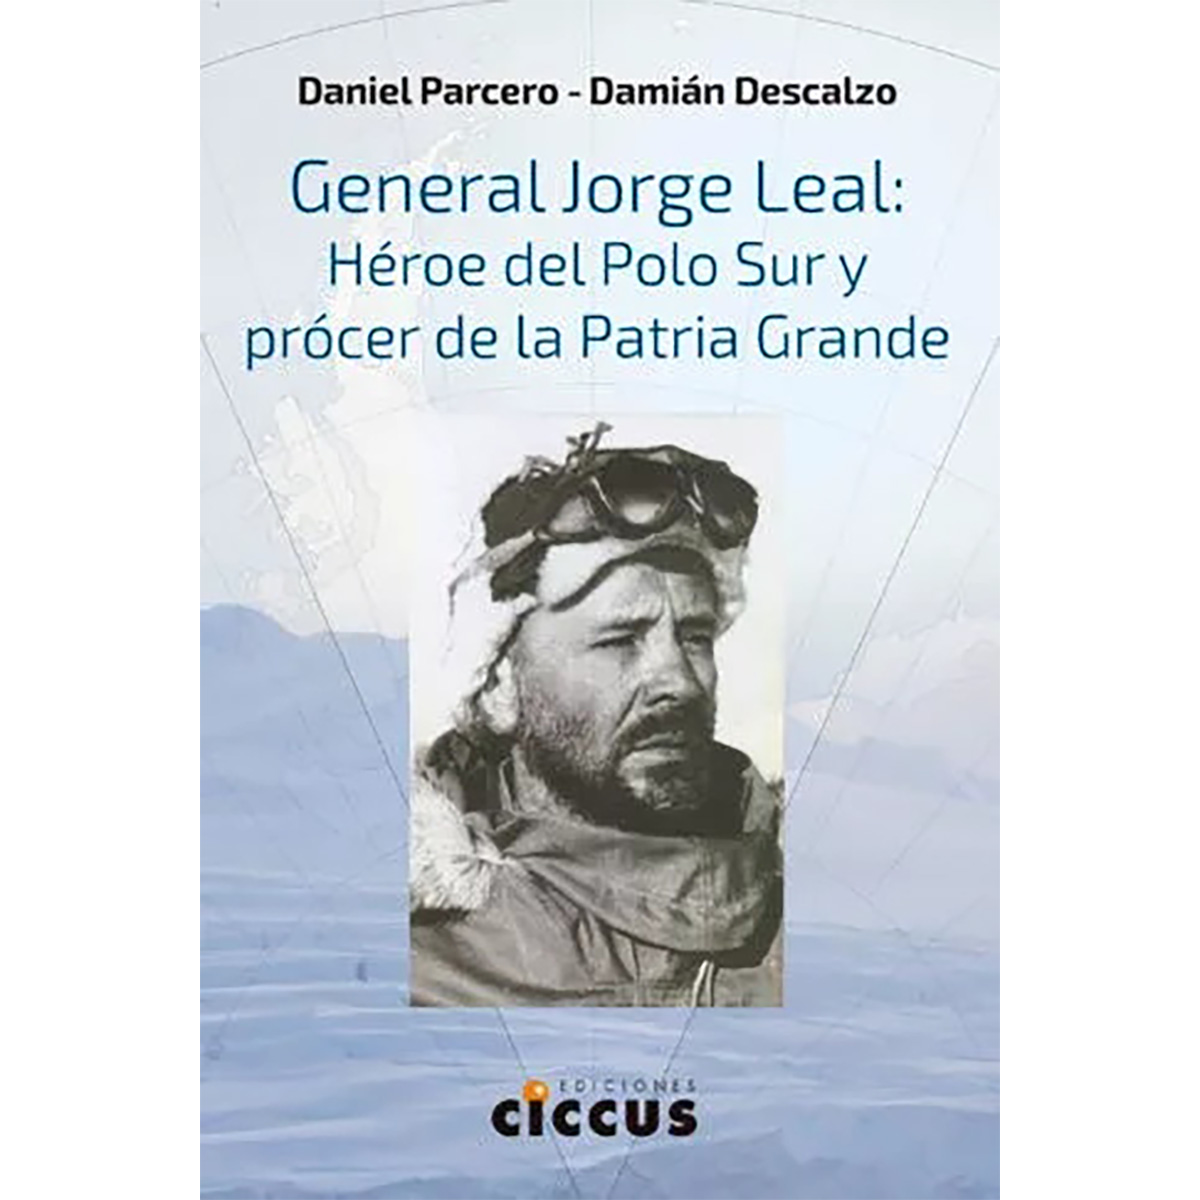 Daniel Parcero - Damián Descalzo
General Jorge Leal:
Héroe del Polo Sur y
prócer de la Patria Grande
EDICIONES
ciccus